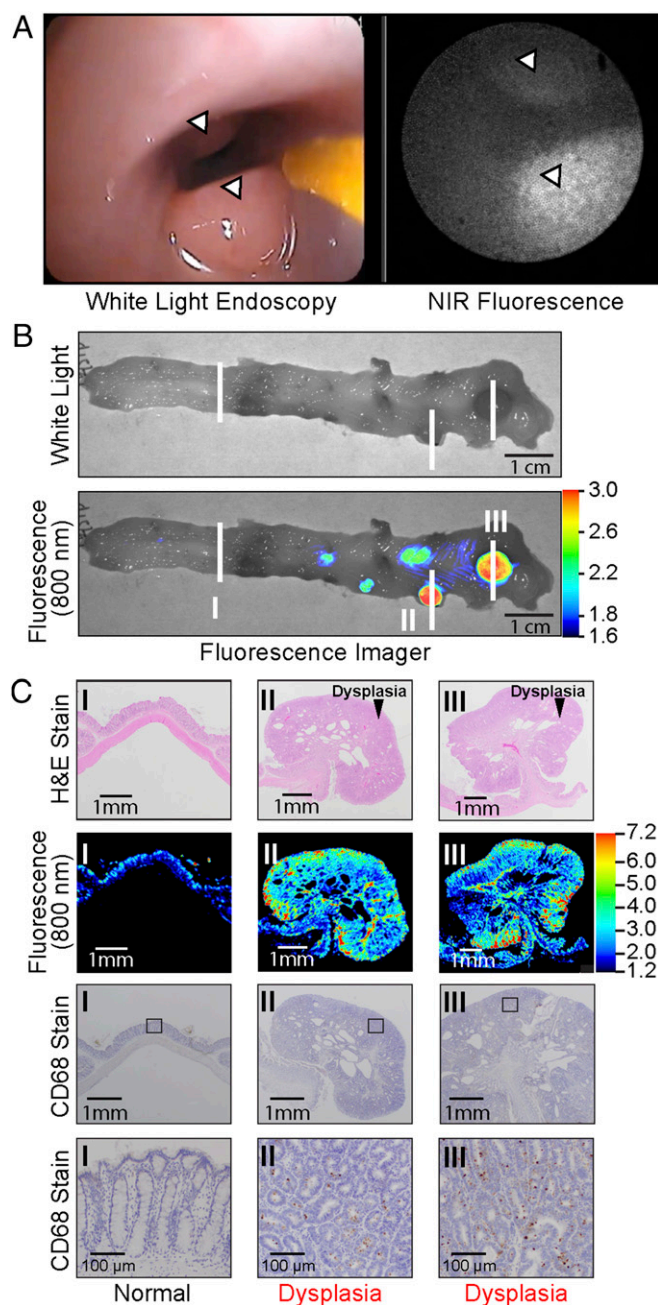 A
White Light Endoscopy
NIR Fluorescence
B
White Light
1 cm
Fluorescence
(800 nm)
I
II
III
1 cm
3.0
2.6
2.2
1.8
1.6
Fluorescence Imager
C
H&E Stain
I
1mm
II
Dysplasia
1mm
III
Dysplasia
1mm
Fluorescence
(800 nm)
I
1mm
II
1mm
III
1mm
7.2
6.0
5.0
4.0
3.0
2.0
1.2
CD68 Stain
I
1mm
II
1mm
III
1mm
CD68 Stain
I
100 µm
II
100 µm
III
100 µm
Normal
Dysplasia
Dysplasia